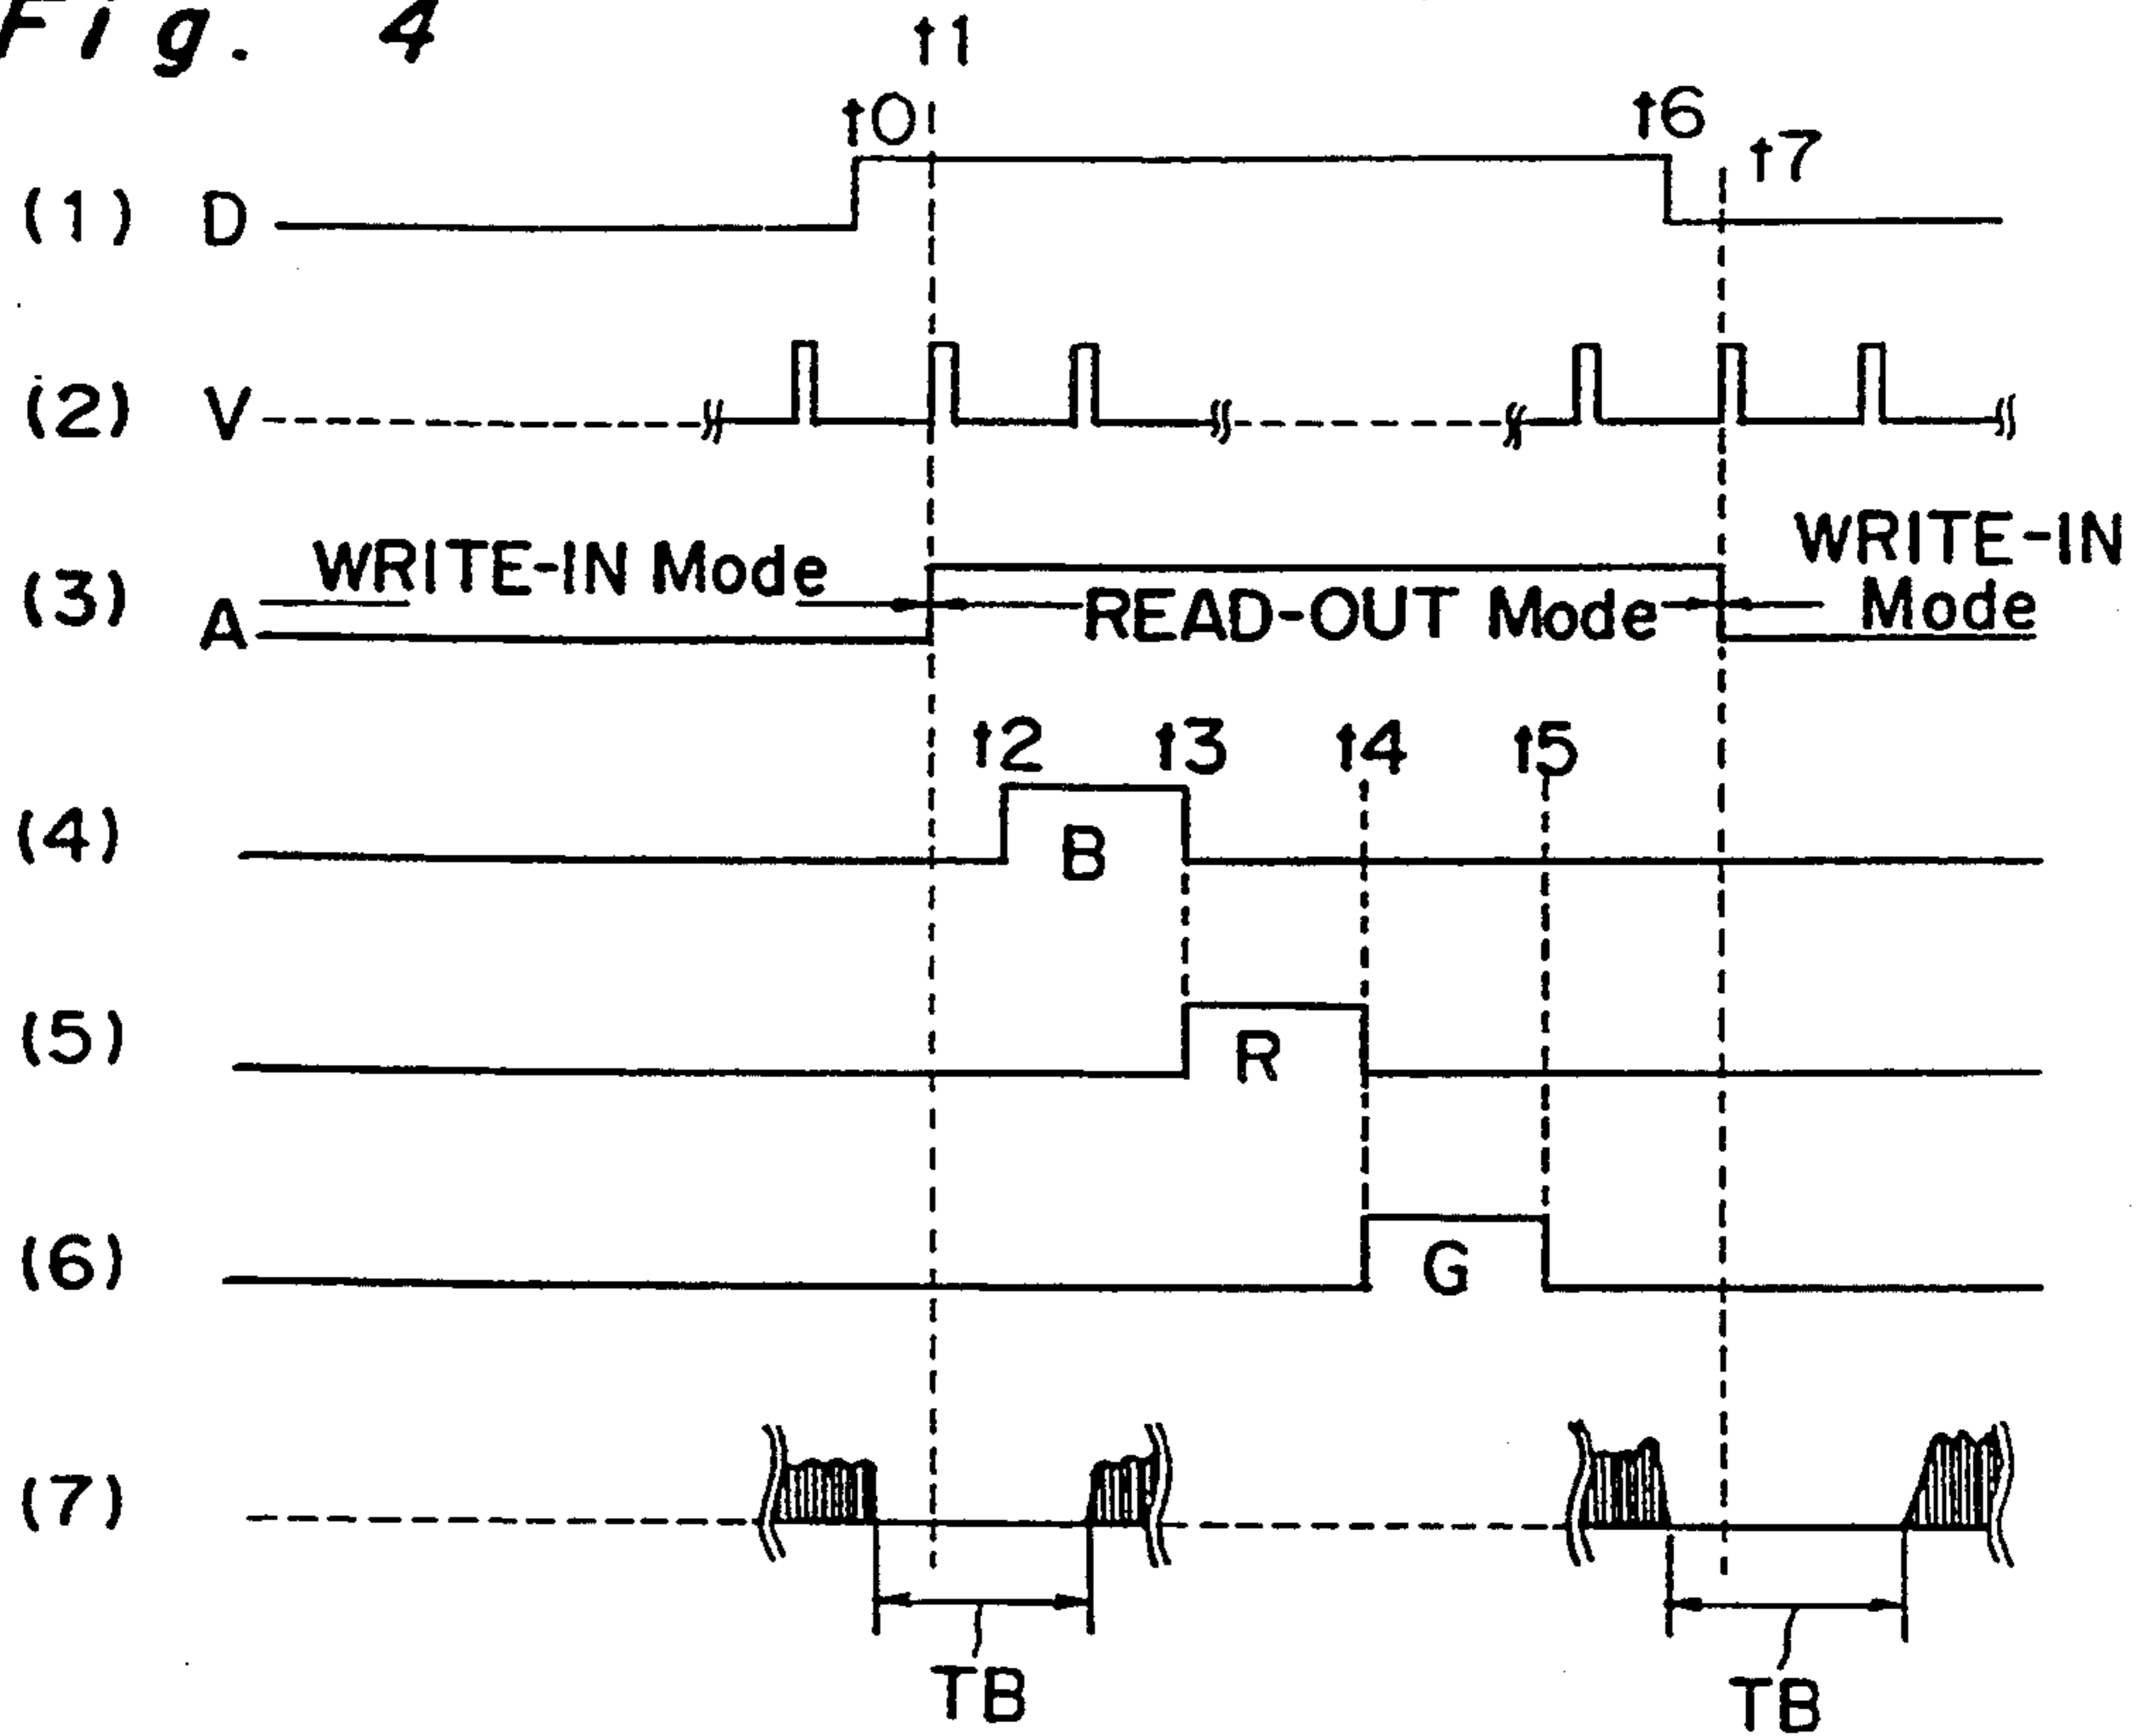 Fig. 4
t1
t0
t6
t7
(1) D
(2) V
WRITE-IN Mode
WRITE-IN
Mode
(3) A
READ-OUT Mode
t2 t3 t4 t5
(4)
B
(5)
R
(6)
G
(7)
TB
TB